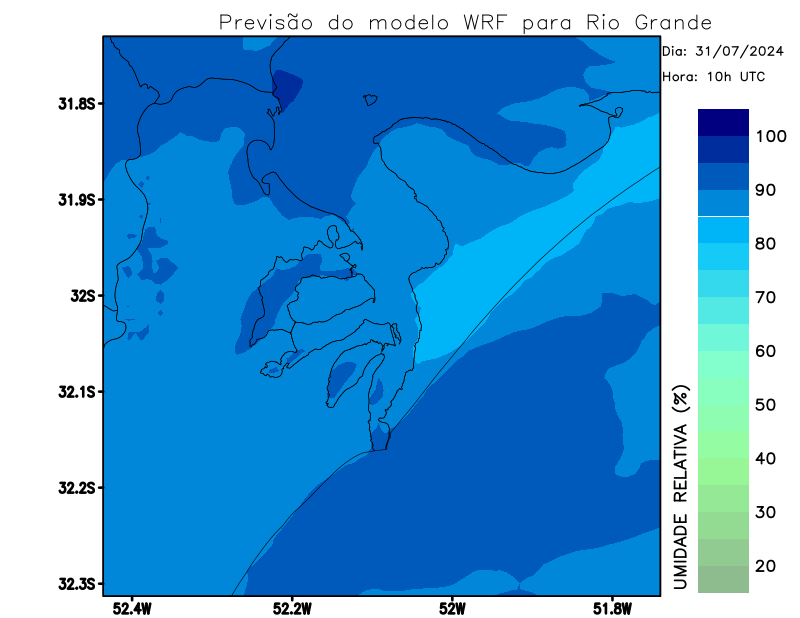 Previsão do modelo WRF para Rio Grande
Dia: 31/07/2024
Hora: 10h UTC
31.8S
31.9S
32S
32.1S
32.2S
32.3S
52.4W
52.2W
52W
51.8W
100
90
80
70
60
50
40
30
20
UMIDADE RELATIVA (%)